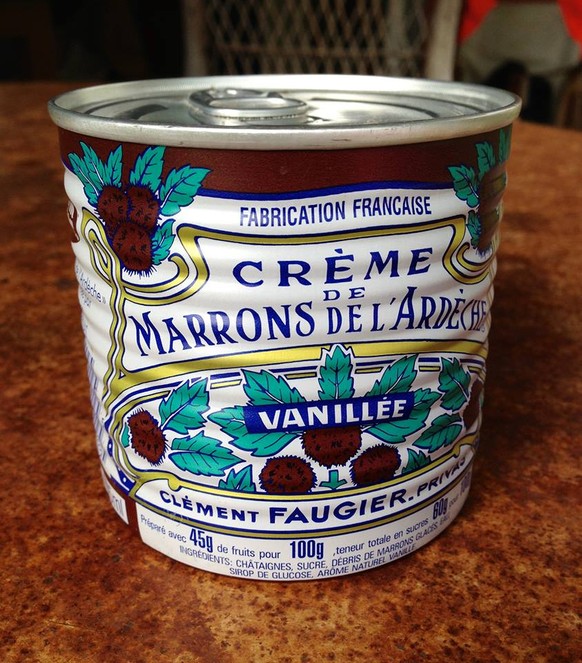 FABRICATION FRANCAISE
CRÈME
DE
MARRONS DE L'ARDÈCHE
VANILLÉE
CLÉMENT FAUGIER. PRIVAS
Préparé avec 45g de fruits pour 100g, teneur totale en sucres 60g
INGRÉDIENTS: CHÂTAIGNES, SUCRE, DÉBRIS DE MARRONS GLACÉS,
SIROP DE GLUCOSE, ARÔME NATUREL VANILLE